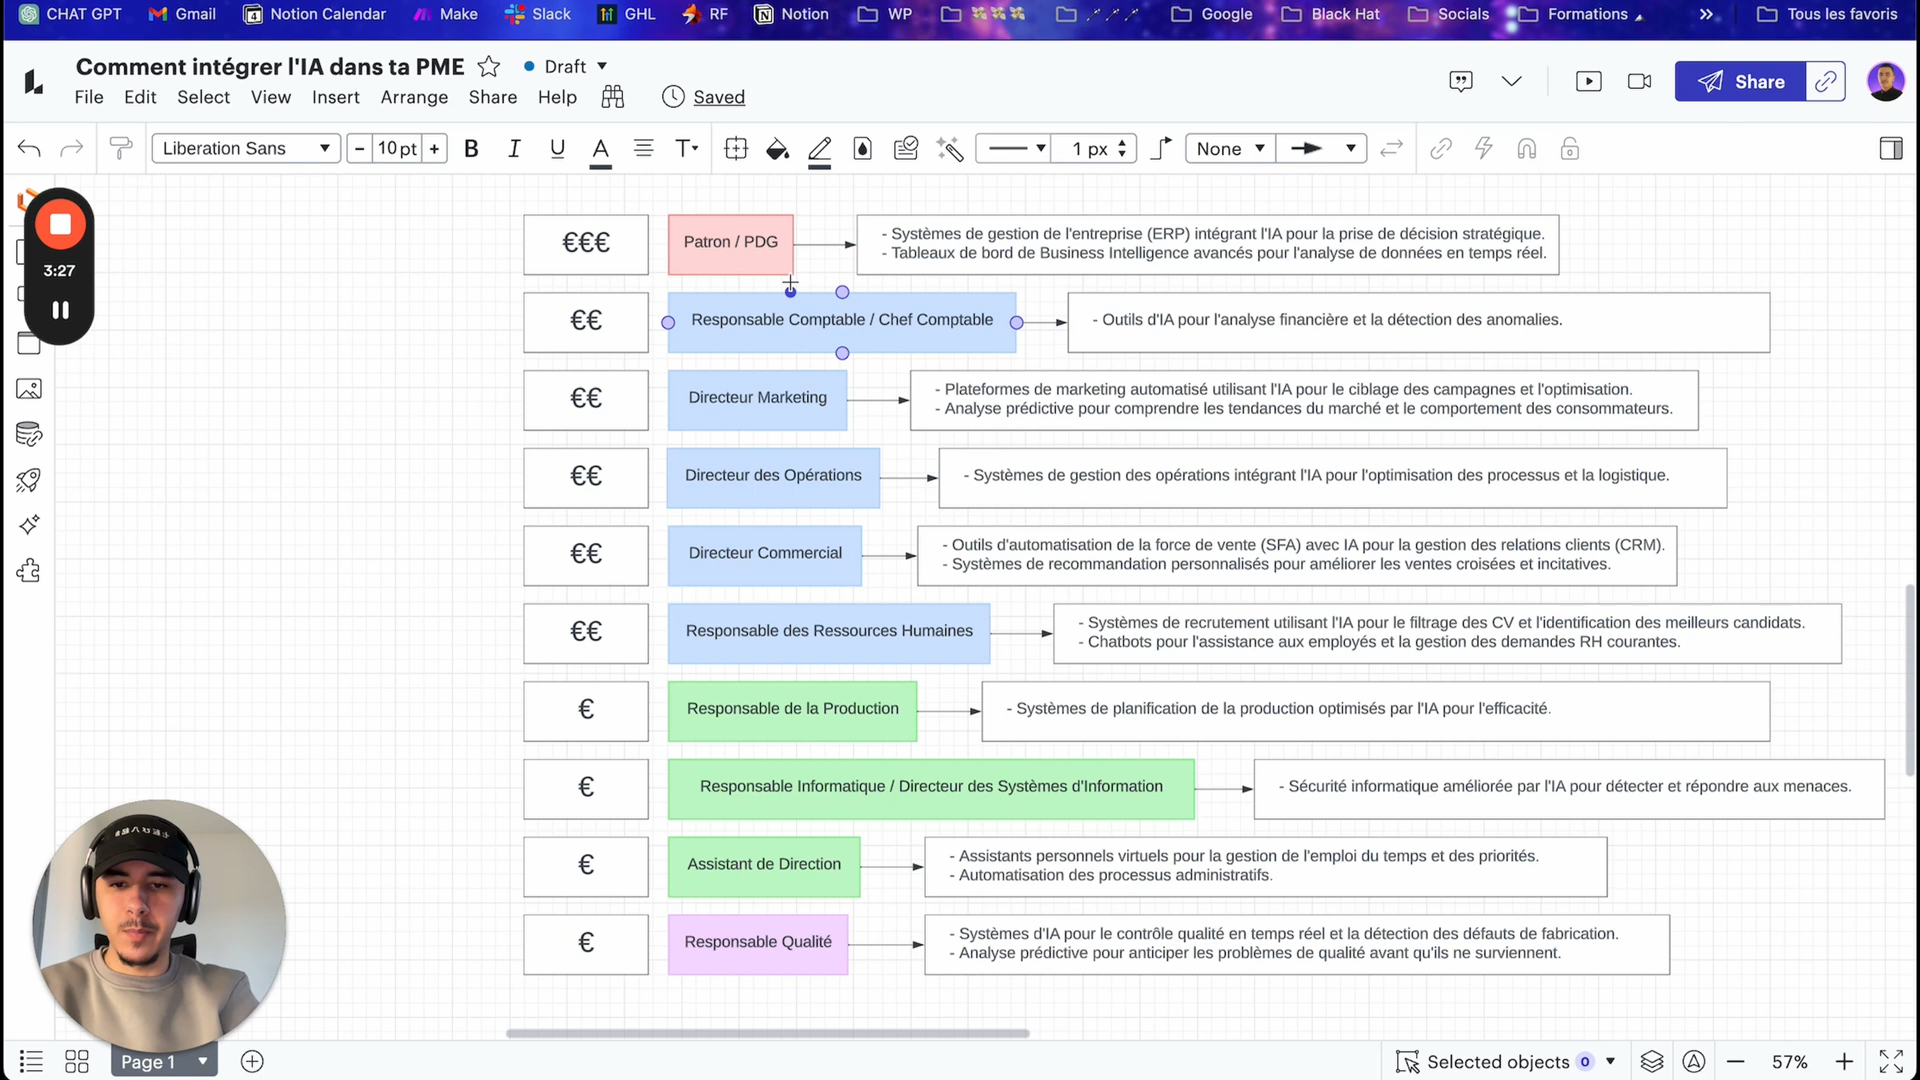 CHAT GPT
Gmail
4 Notion Calendar
Make
Slack
GHL
RF
Notion
WP
Google
Black Hat
Socials
Formations
»
Tous les favoris
Comment intégrer l'IA dans ta PME
Draft
File Edit Select View Insert Arrange Share Help
Saved
Share
Liberation Sans
- 10 pt +
B I U A T
1 px
None
3:27
€€€
Patron / PDG
- Systèmes de gestion de l'entreprise (ERP) intégrant l'IA pour la prise de décision stratégique.
- Tableaux de bord de Business Intelligence avancés pour l'analyse de données en temps réel.
€€
Responsable Comptable / Chef Comptable
- Outils d'IA pour l'analyse financière et la détection des anomalies.
€€
Directeur Marketing
- Plateformes de marketing automatisé utilisant l'IA pour le ciblage des campagnes et l'optimisation.
- Analyse prédictive pour comprendre les tendances du marché et le comportement des consommateurs.
€€
Directeur des Opérations
- Systèmes de gestion des opérations intégrant l'IA pour l'optimisation des processus et la logistique.
€€
Directeur Commercial
- Outils d'automatisation de la force de vente (SFA) avec IA pour la gestion des relations clients (CRM).
- Systèmes de recommandation personnalisés pour améliorer les ventes croisées et incitatives.
€€
Responsable des Ressources Humaines
- Systèmes de recrutement utilisant l'IA pour le filtrage des CV et l'identification des meilleurs candidats.
- Chatbots pour l'assistance aux employés et la gestion des demandes RH courantes.
€
Responsable de la Production
- Systèmes de planification de la production optimisés par l'IA pour l'efficacité.
€
Responsable Informatique / Directeur des Systèmes d'Information
- Sécurité informatique améliorée par l'IA pour détecter et répondre aux menaces.
€
Assistant de Direction
- Assistants personnels virtuels pour la gestion de l'emploi du temps et des priorités.
- Automatisation des processus administratifs.
€
Responsable Qualité
- Systèmes d'IA pour le contrôle qualité en temps réel et la détection des défauts de fabrication.
- Analyse prédictive pour anticiper les problèmes de qualité avant qu'ils ne surviennent.
Page 1
Selected objects 0
57%